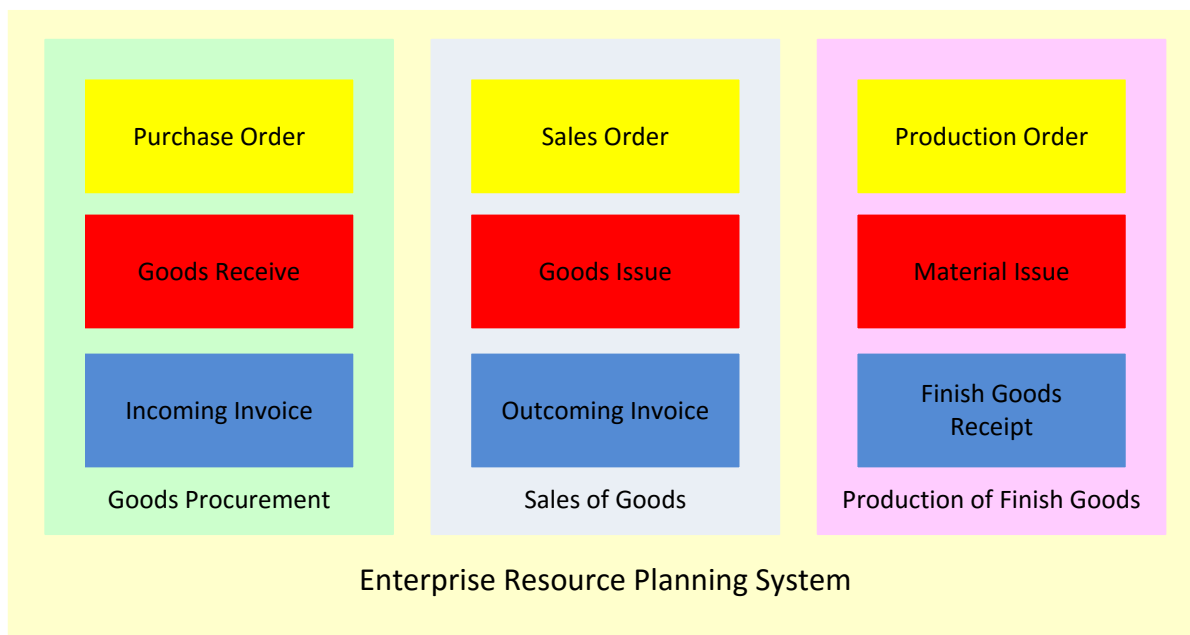 Purchase Order
Sales Order
Production Order
Goods Receive
Goods Issue
Material Issue
Incoming Invoice
Outcoming Invoice
Finish Goods
Receipt
Goods Procurement
Sales of Goods
Production of Finish Goods
Enterprise Resource Planning System